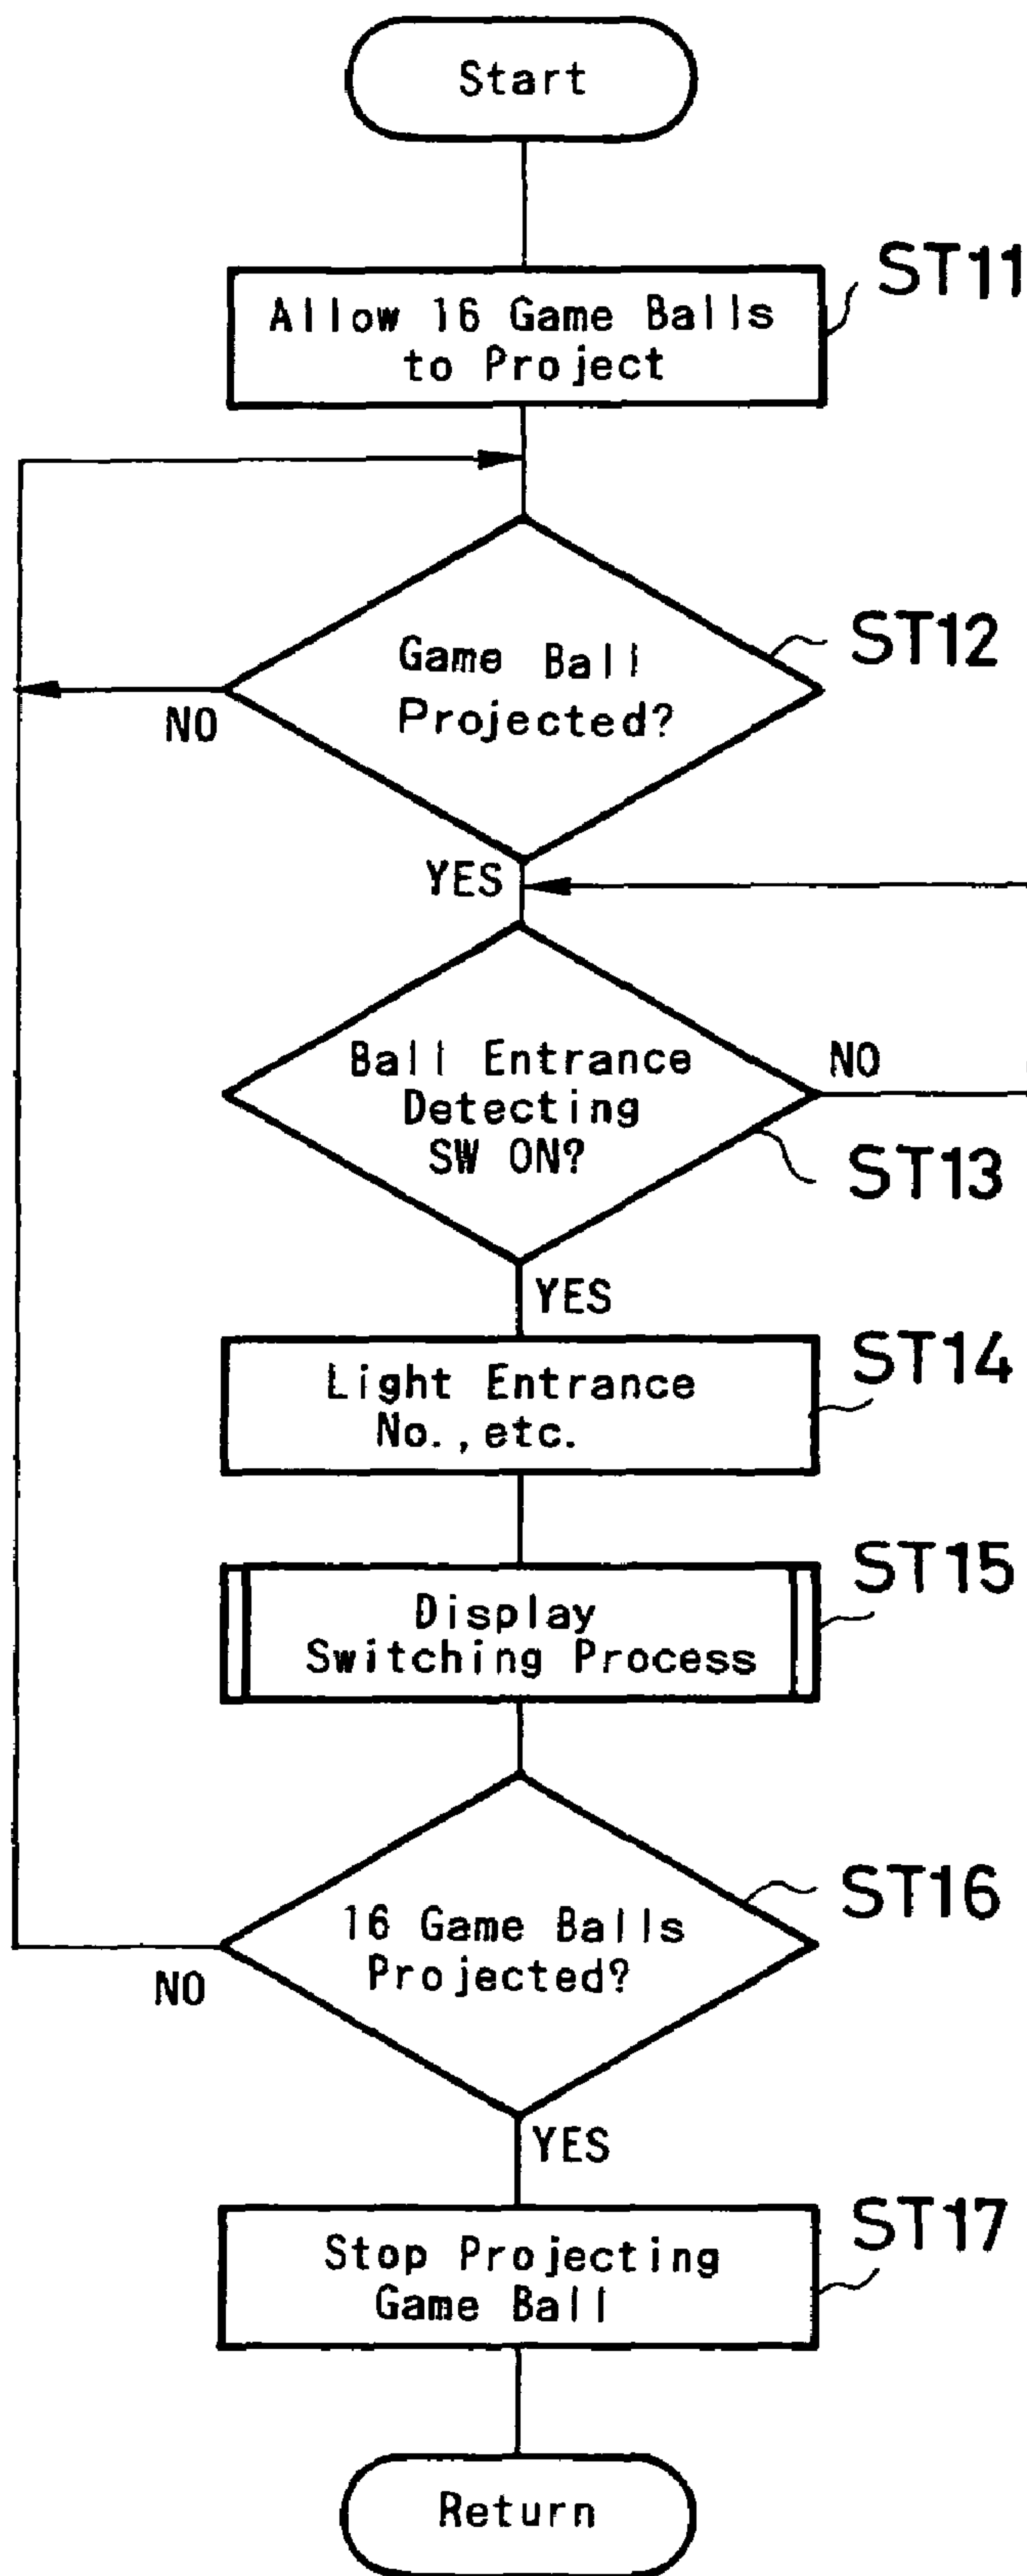 Start
ST11
Allow 16 Game Balls
to Project
ST12
Game Ball
Projected?
NO
YES
Ball Entrance
Detecting
SW ON?
NO
ST13
YES
ST14
Light Entrance
No.,etc.
ST15
Display
Switching Process
ST16
16 Game Balls
Projected?
NO
YES
ST17
Stop Projecting
Game Ball
Return